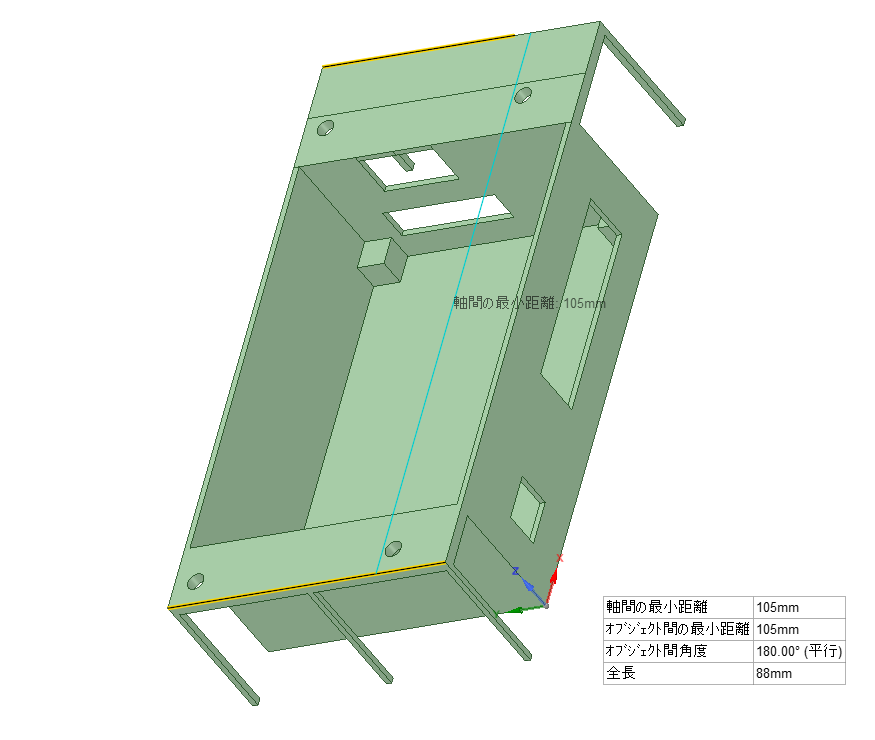 軸間の最小距離: 105mm
X
Z
軸間の最小距離 105mm
オブジェクト間の最小距離 105mm
オブジェクト間角度 180.00° (平行)
全長 88mm